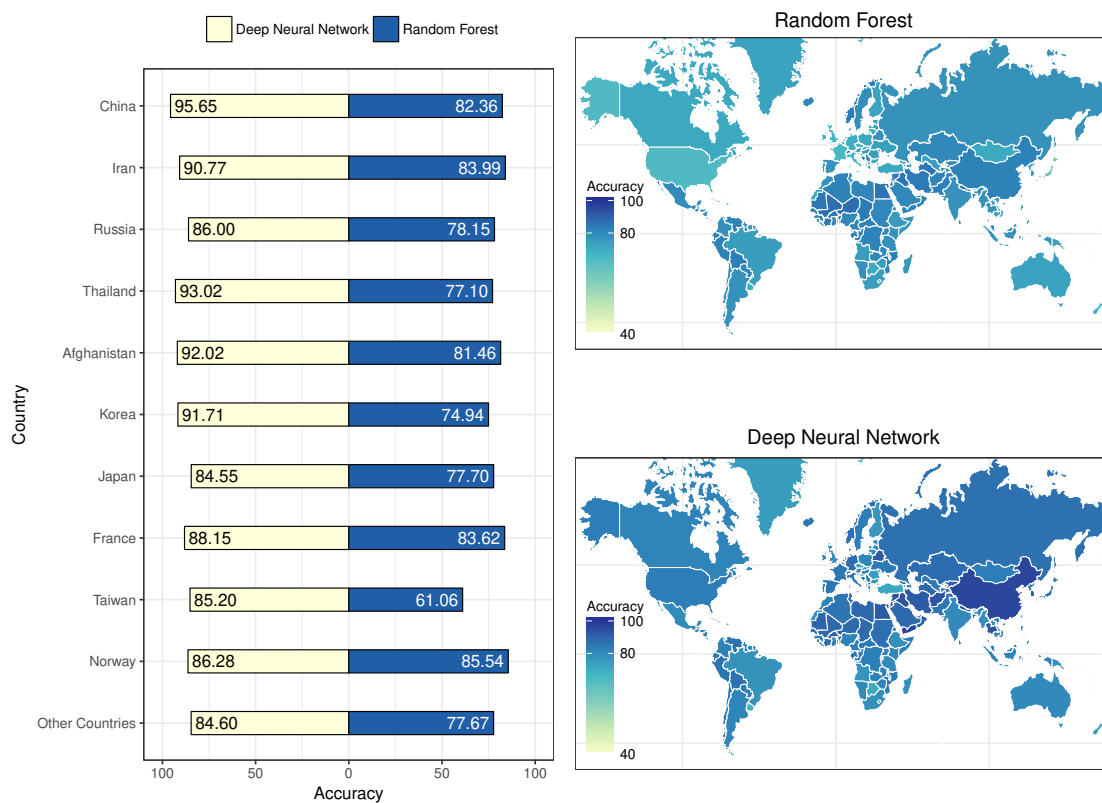 Deep Neural Network Random Forest
Country
China 95.65 82.36
Iran 90.77 83.99
Russia 86.00 78.15
Thailand 93.02 77.10
Afghanistan 92.02 81.46
Korea 91.71 74.94
Japan 84.55 77.70
France 88.15 83.62
Taiwan 85.20 61.06
Norway 86.28 85.54
Other Countries 84.60 77.67
100 50 0 50 100
Accuracy
Random Forest
Accuracy
100
80
40
Deep Neural Network
Accuracy
100
80
40